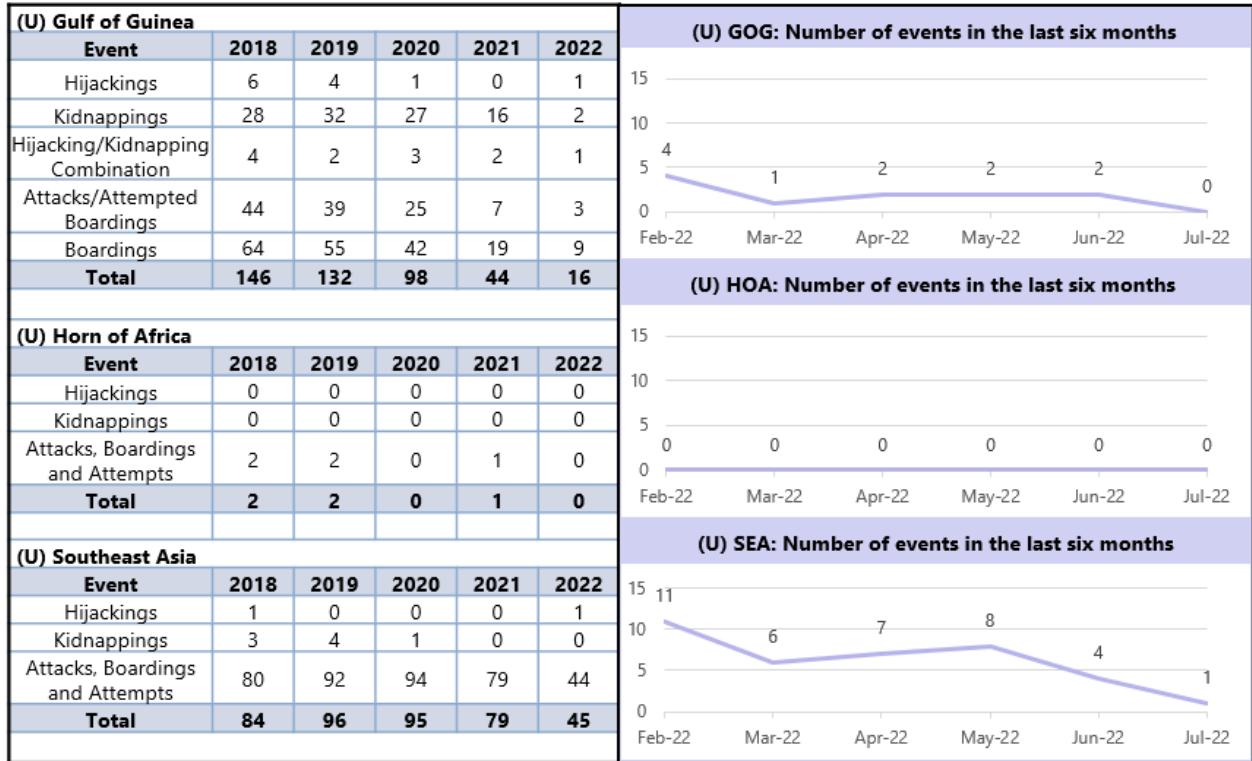 (U) Gulf of Guinea
Event 2018 2019 2020 2021 2022
Hijackings 6 4 1 0 1
Kidnappings 28 32 27 16 2
Hijacking/Kidnapping
Combination 4 2 3 2 1
Attacks/Attempted
Boardings 44 39 25 7 3
Boardings 64 55 42 19 9
Total 146 132 98 44 16
(U) Horn of Africa
Event 2018 2019 2020 2021 2022
Hijackings 0 0 0 0 0
Kidnappings 0 0 0 0 0
Attacks, Boardings
and Attempts 2 2 0 1 0
Total 2 2 0 1 0
(U) Southeast Asia
Event 2018 2019 2020 2021 2022
Hijackings 1 0 0 0 1
Kidnappings 3 4 1 0 0
Attacks, Boardings
and Attempts 80 92 94 79 44
Total 84 96 95 79 45
(U) GOG: Number of events in the last six months
15
10
5
0
4 1 2 2 2 0
Feb-22 Mar-22 Apr-22 May-22 Jun-22 Jul-22
(U) HOA: Number of events in the last six months
15
10
5
0
0 0 0 0 0 0
Feb-22 Mar-22 Apr-22 May-22 Jun-22 Jul-22
(U) SEA: Number of events in the last six months
15
10
5
0
11 6 7 8 4 1
Feb-22 Mar-22 Apr-22 May-22 Jun-22 Jul-22